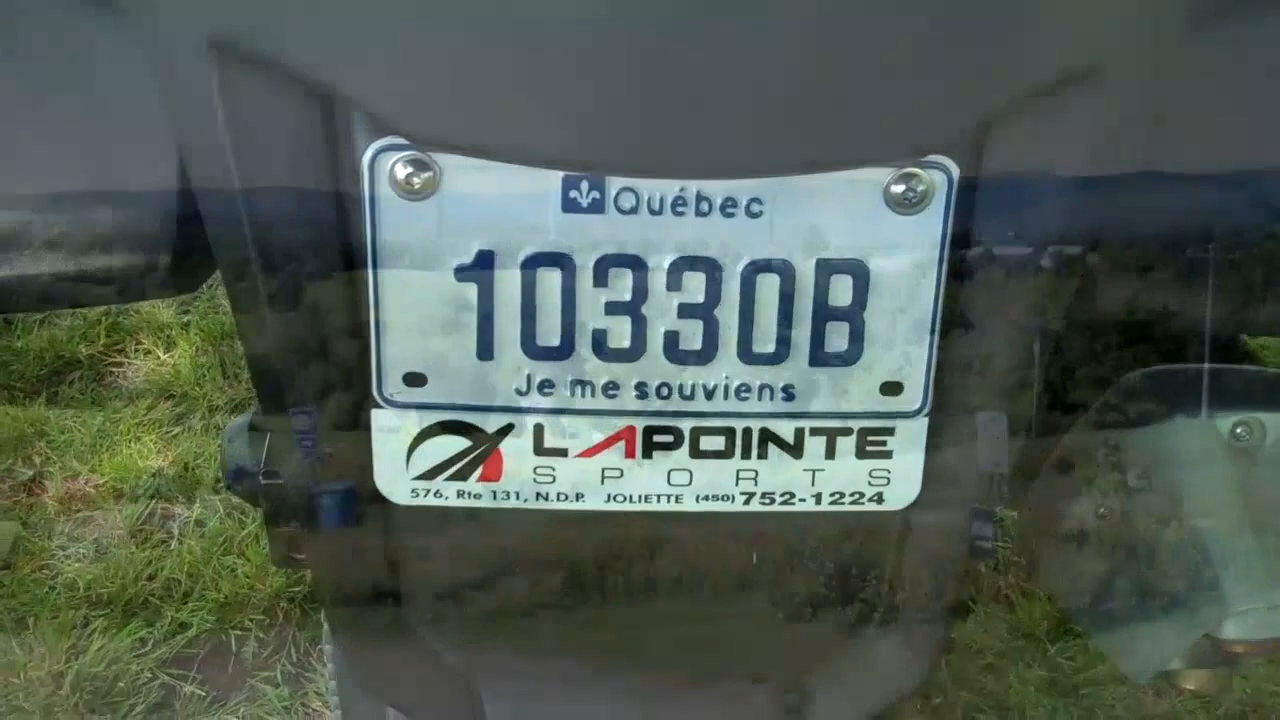 Québec
10330B
Je me souviens
LAPOINTE
SPORTS
576, Rte 131, N.D.P. JOLIETTE (450) 752-1224